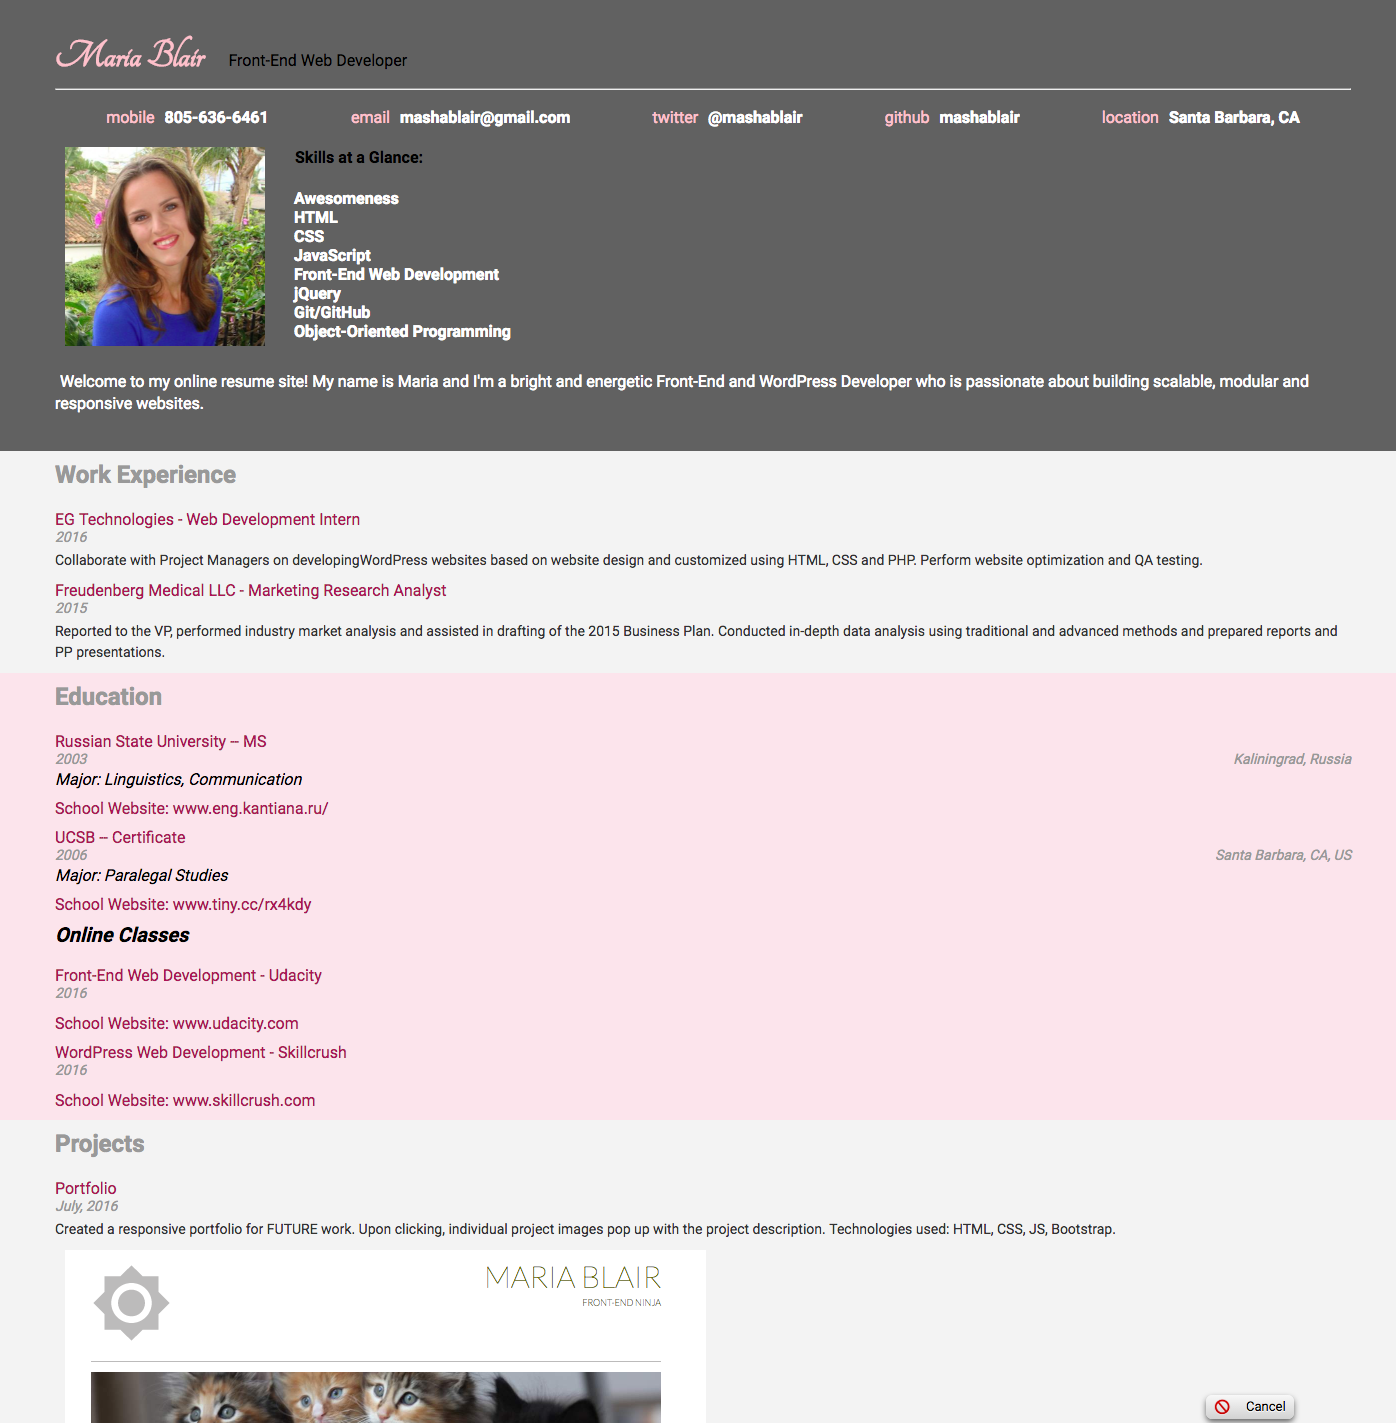 Maria Blair Front-End Web Developer
mobile 805-636-6461 email mashablair@gmail.com twitter @mashablair github mashablair location Santa Barbara, CA
Skills at a Glance:
Awesomeness
HTML
CSS
JavaScript
Front-End Web Development
jQuery
Git/GitHub
Object-Oriented Programming
Welcome to my online resume site! My name is Maria and I'm a bright and energetic Front-End and WordPress Developer who is passionate about building scalable, modular and
responsive websites.
Work Experience
EG Technologies - Web Development Intern
2016
Collaborate with Project Managers on developingWordPress websites based on website design and customized using HTML, CSS and PHP. Perform website optimization and QA testing.
Freudenberg Medical LLC - Marketing Research Analyst
2015
Reported to the VP, performed industry market analysis and assisted in drafting of the 2015 Business Plan. Conducted in-depth data analysis using traditional and advanced methods and prepared reports and
PP presentations.
Education
Russian State University -- MS
2003 Kaliningrad, Russia
Major: Linguistics, Communication
School Website: www.eng.kantiana.ru/
UCSB -- Certificate
2006 Santa Barbara, CA, US
Major: Paralegal Studies
School Website: www.tiny.cc/rx4kdy
Online Classes
Front-End Web Development - Udacity
2016
School Website: www.udacity.com
WordPress Web Development - Skillcrush
2016
School Website: www.skillcrush.com
Projects
Portfolio
July, 2016
Created a responsive portfolio for FUTURE work. Upon clicking, individual project images pop up with the project description. Technologies used: HTML, CSS, JS, Bootstrap.
MARIA BLAIR
FRONT-END NINJA
Cancel